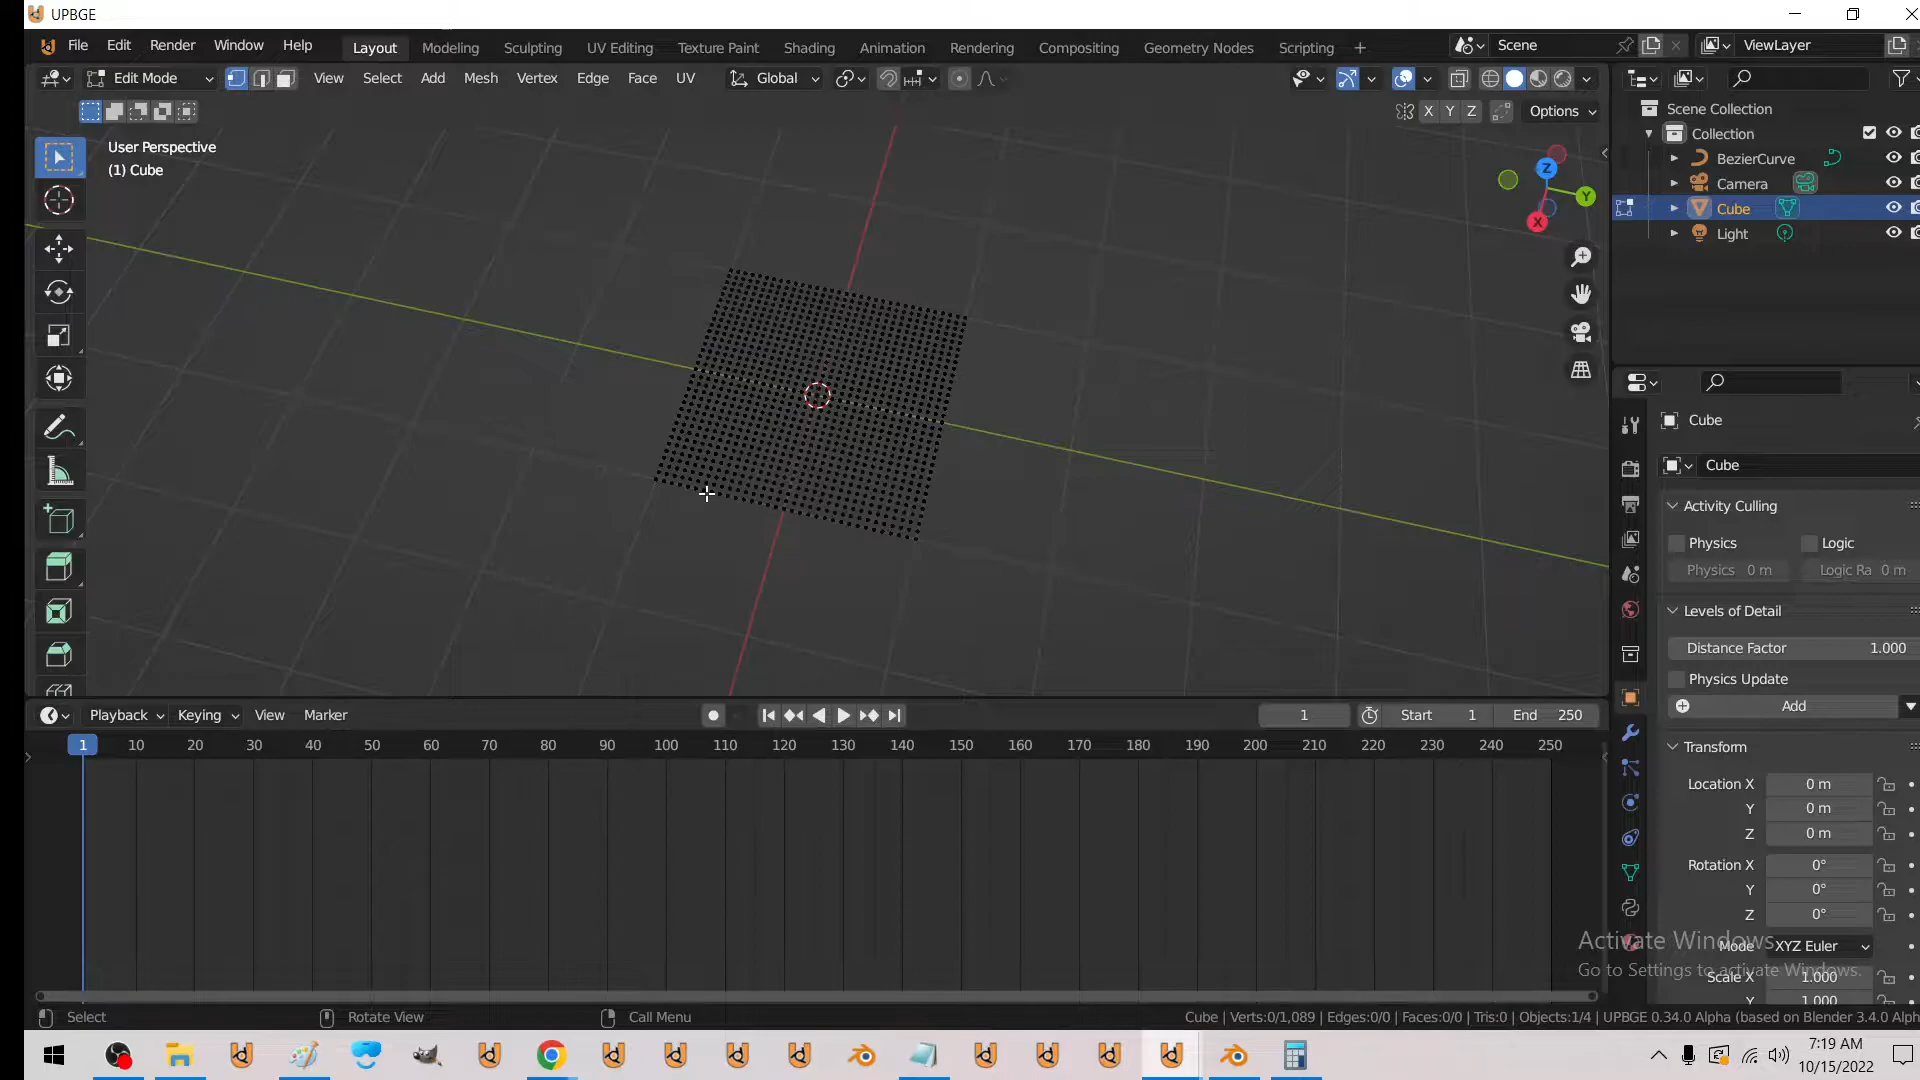 UPBGE
File Edit Render Window Help Layout Modeling Sculpting UV Editing Texture Paint Shading Animation Rendering Compositing Geometry Nodes Scripting + Scene ViewLayer
Edit Mode View Select Add Mesh Vertex Edge Face UV Global
X Y Z Options
Scene Collection
Collection
BezierCurve
Camera
Cube
Light
User Perspective
(1) Cube
Z
Y
X
Cube
Cube
Activity Culling
Physics Logic
Physics 0 m Logic Ra 0 m
Levels of Detail
Distance Factor 1.000
Physics Update
Add
Transform
Location X 0 m
Y 0 m
Z 0 m
Rotation X 0°
Y 0°
Z 0°
Mode XYZ Euler
Scale X 1.000
Y 1.000
Playback Keying View Marker 1 Start 1 End 250
1 10 20 30 40 50 60 70 80 90 100 110 120 130 140 150 160 170 180 190 200 210 220 230 240 250
Activate Windows
Go to Settings to activate Windows.
Select Rotate View Call Menu Cube | Verts:0/1,089 | Edges:0/0 | Faces:0/0 | Tris:0 | Objects:1/4 | UPBGE 0.34.0 Alpha (based on Blender 3.4.0 Alp
7:19 AM
10/15/2022